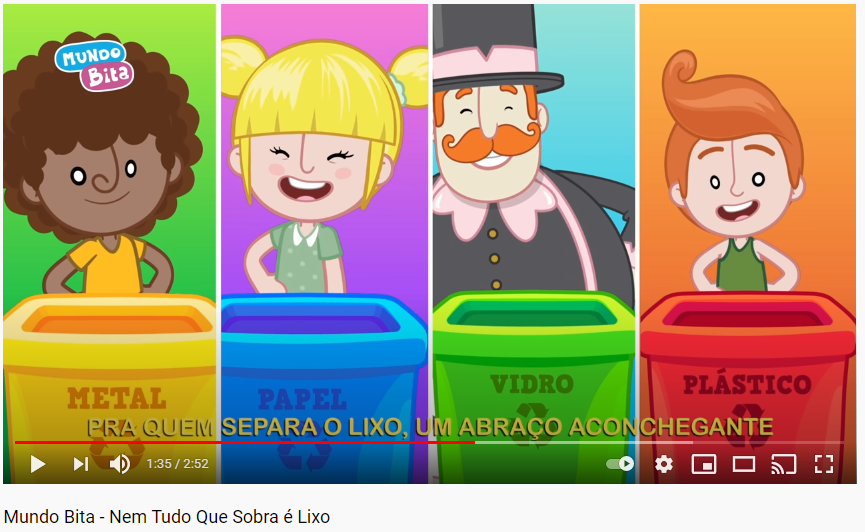 MUNDO
Bita
METAL
PAPEL
VIDRO
PLÁSTICO
PRA QUEM SEPARA O LIXO, UM ABRAÇO ACONCHEGANTE
1:35 / 2:52
Mundo Bita - Nem Tudo Que Sobra é Lixo